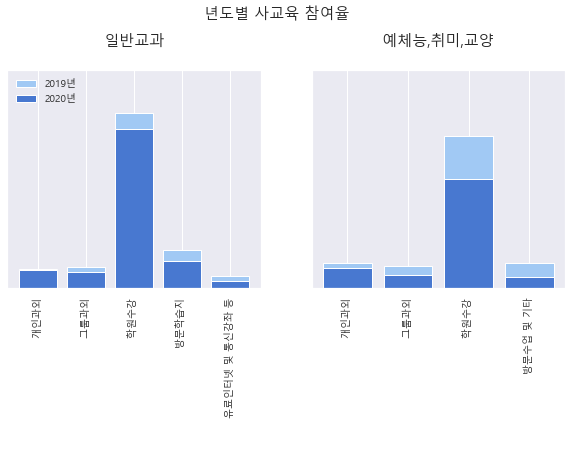 년도별 사교육 참여율
일반교과
2019년
2020년
개인과외
그룹과외
학원수강
방문학습지
유료인터넷 및 통신강좌 등
예체능,취미,교양
개인과외
그룹과외
학원수강
방문수업 및 기타